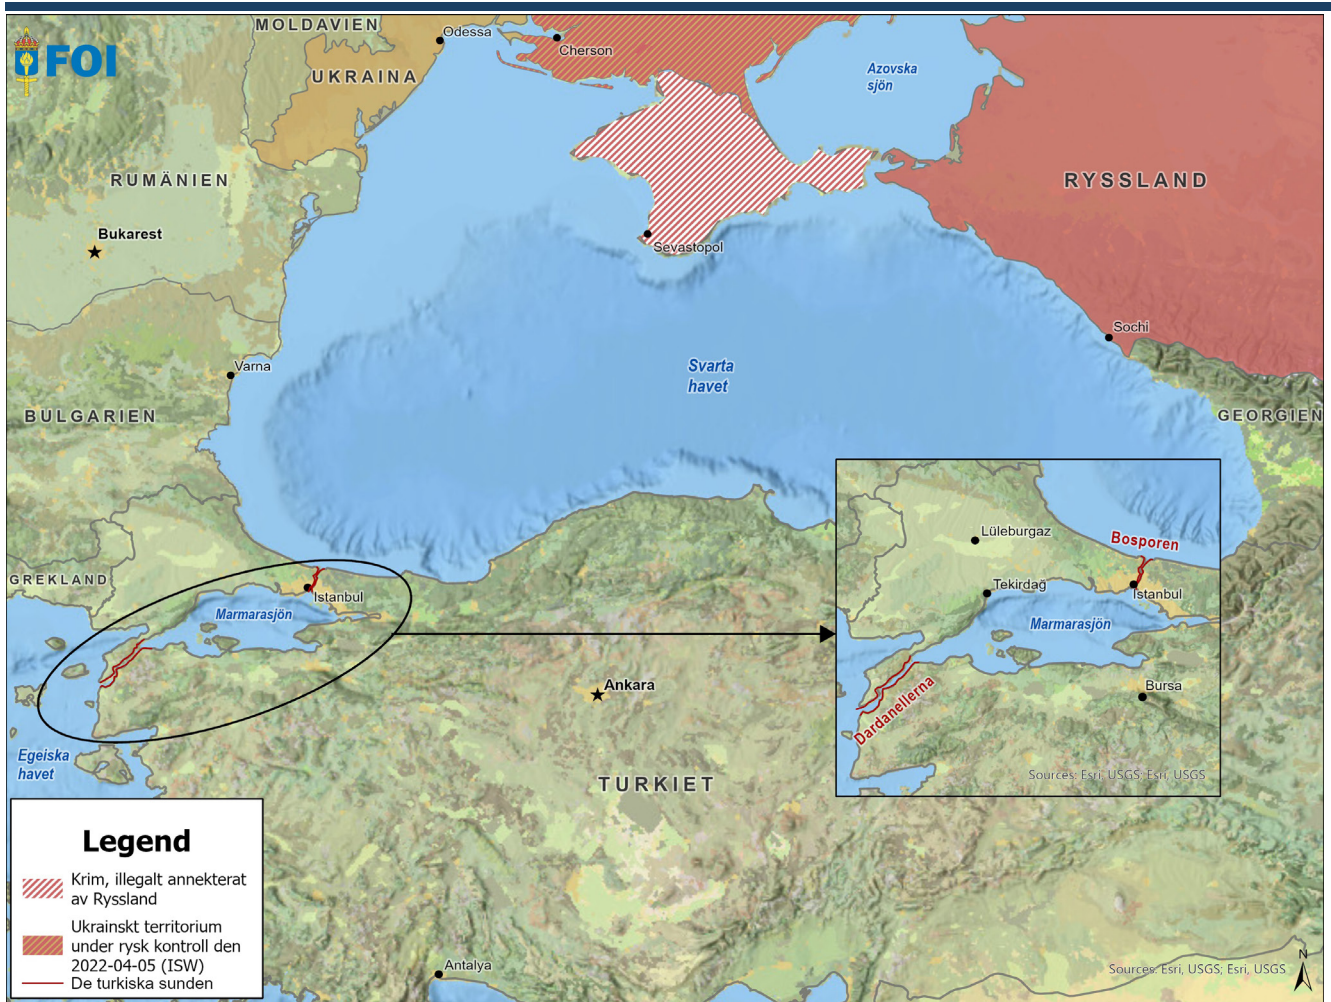 FOI
MOLDAVIEN
Odessa
Cherson
UKRAINA
Azovska
sjön
RUMÄNIEN
RYSSLAND
Bukarest
Sevastopol
Sochi
Varna
Svarta
havet
BULGARIEN
GEORGIEN
GREKLAND
Istanbul
Marmarasjön
Ankara
Egeiska
havet
TURKIET
Antalya
Lüleburgaz
Bosporen
Tekirdağ
Istanbul
Marmarasjön
Bursa
Dardanellerna
Sources: Esri, USGS; Esri, USGS
Legend
Krim, illegalt annekterat
av Ryssland
Ukrainskt territorium
under rysk kontroll den
2022-04-05 (ISW)
De turkiska sunden
Sources: Esri, USGS; Esri, USGS
N